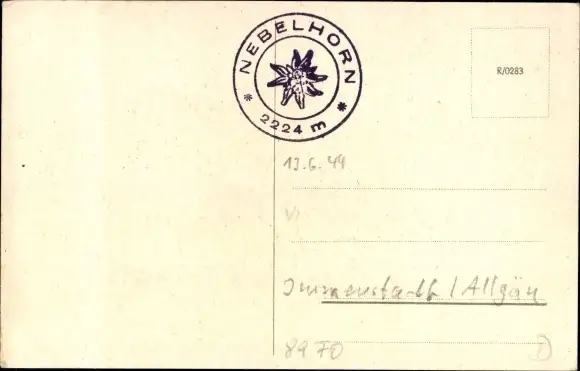 NEBELHORN
* 2224 m *
R/0283
13.6.49
Immenstadt / Allgäu
8970
D